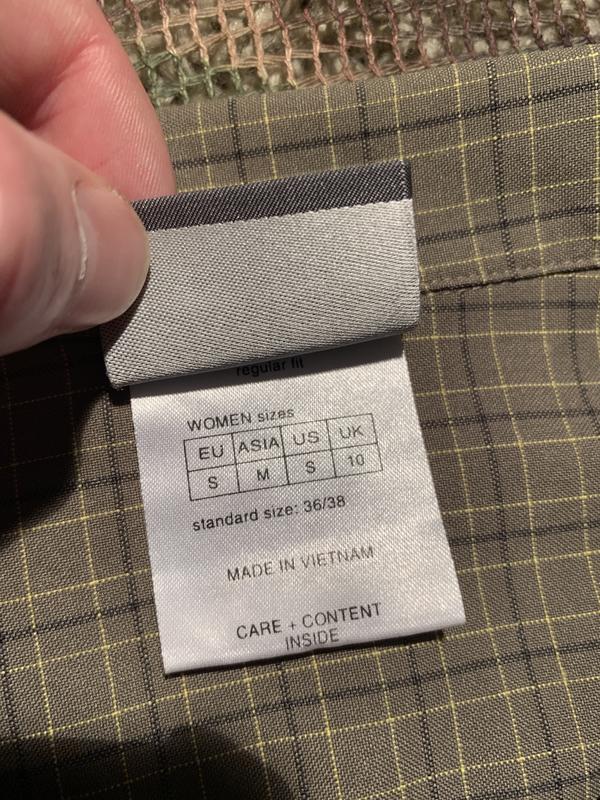 regular fit
WOMEN sizes
EU ASIA US UK
S M S 10
standard size: 36/38
MADE IN VIETNAM
CARE + CONTENT
INSIDE